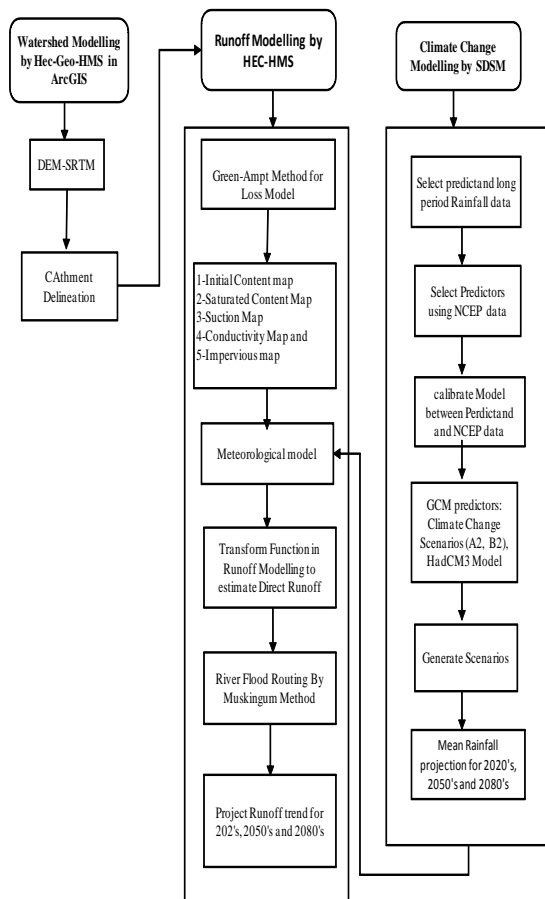 Watershed Modelling
by Hec-Geo-HMS in
ArcGIS
DEM-SRTM
CAthment
Delineation
Runoff Modelling by
HEC-HMS
Green-Ampt Method for
Loss Model
1-Initial Content map
2-Saturated Content Map
3-Suction Map
4-Conductivity Map and
5-Impervious map
Meteorological model
Transform Function in
Runoff Modelling to
estimate Direct Runoff
River Flood Routing By
Muskingum Method
Project Runoff trend for
202's, 2050's and 2080's
Climate Change
Modelling by SDSM
Select predictand long
period Rainfall data
Select Predictors
using NCEP data
calibrate Model
between Perdictand
and NCEP data
GCM predictors:
Climate Change
Scenarios (A2, B2),
HadCM3 Model
Generate Scenarios
Mean Rainfall
projection for 2020's,
2050's and 2080's